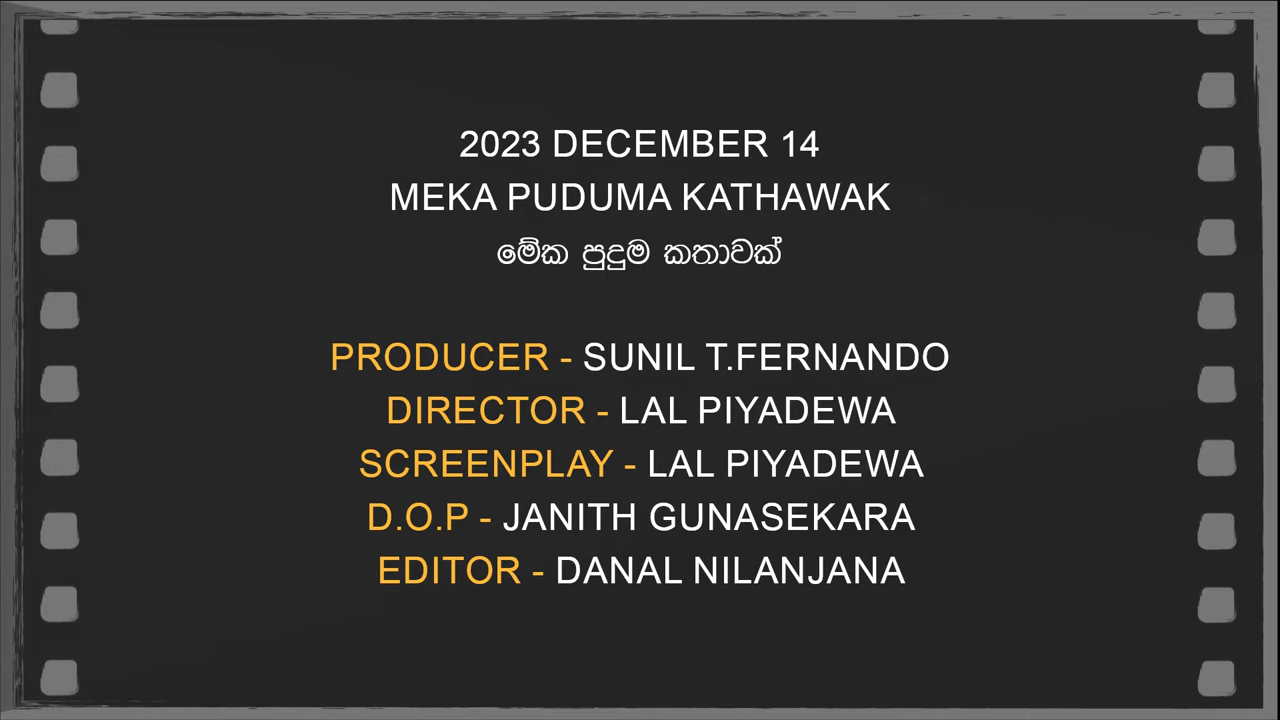 2023 DECEMBER 14
MEKA PUDUMA KATHAWAK
මේක පුදුම කතාවක්
PRODUCER - SUNIL T.FERNANDO
DIRECTOR - LAL PIYADEWA
SCREENPLAY - LAL PIYADEWA
D.O.P - JANITH GUNASEKARA
EDITOR - DANAL NILANJANA